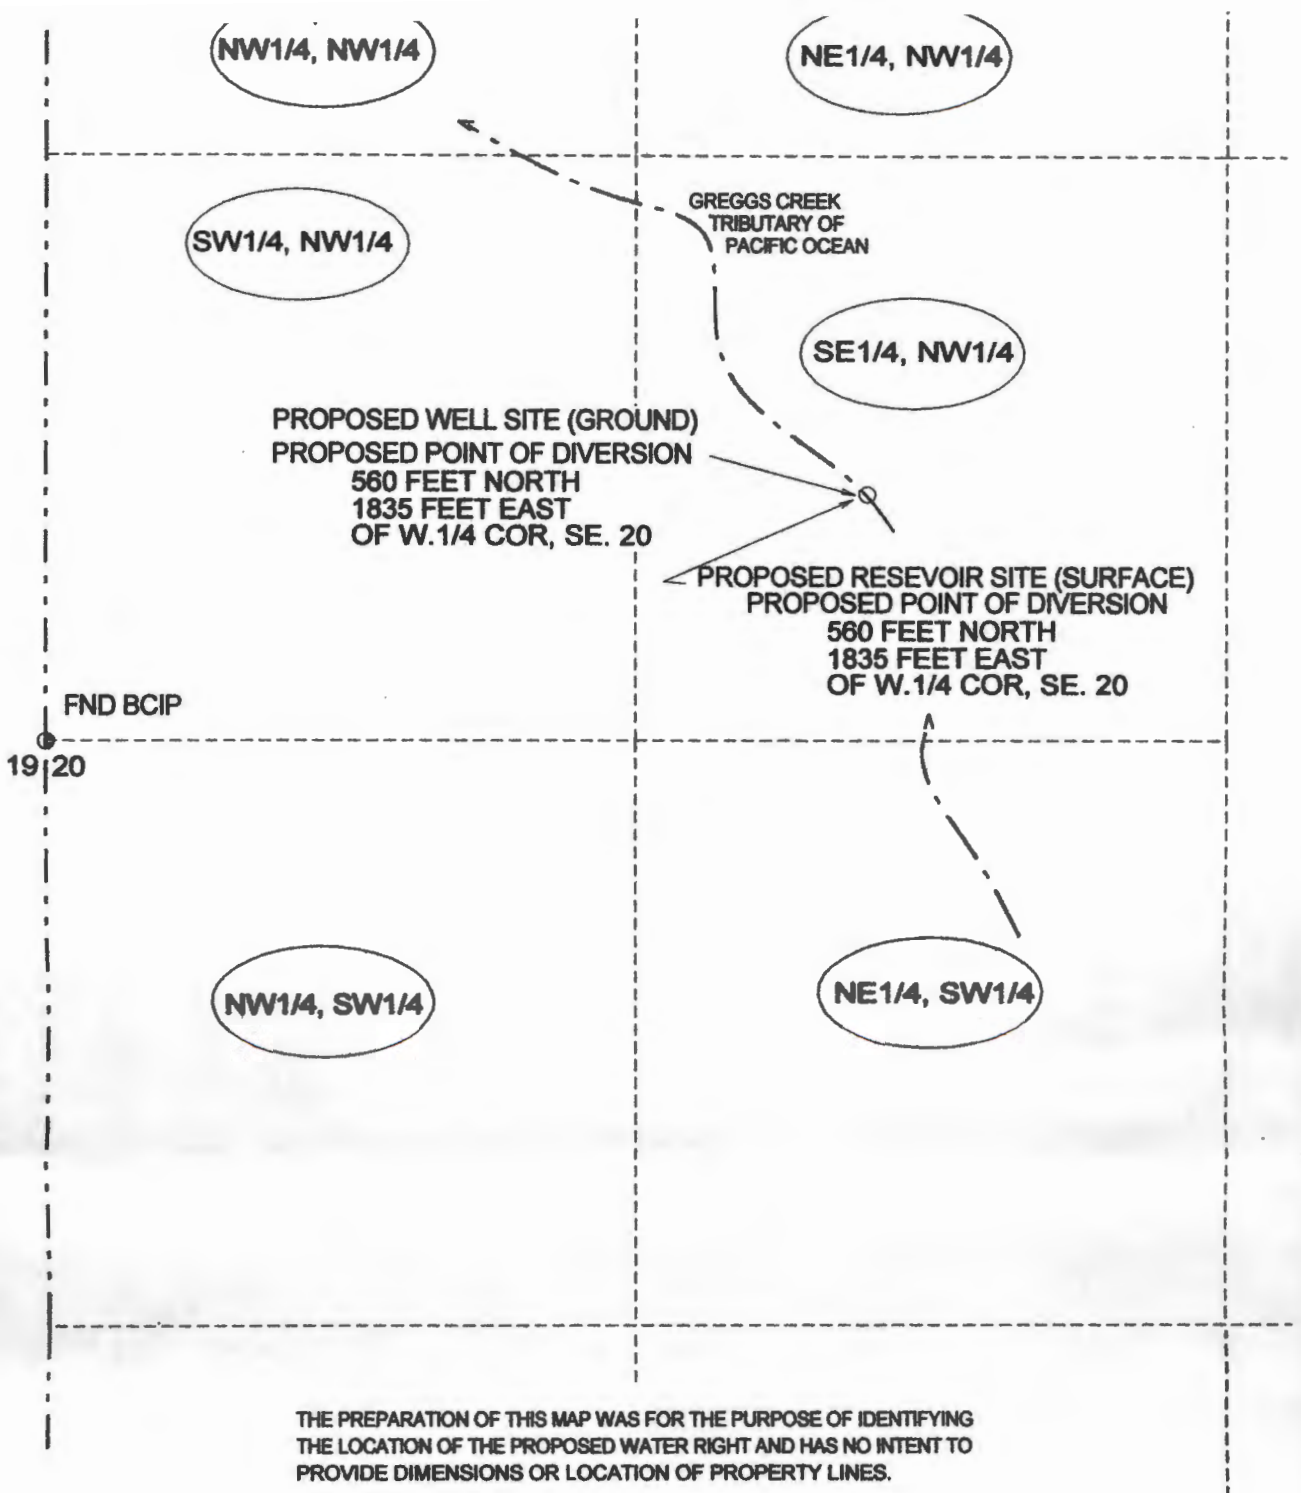 NW1/4, NW1/4
NE1/4, NW1/4
GREGGS CREEK
TRIBUTARY OF
PACIFIC OCEAN
SW1/4, NW1/4
SE1/4, NW1/4
PROPOSED WELL SITE (GROUND)
PROPOSED POINT OF DIVERSION
560 FEET NORTH
1835 FEET EAST
OF W.1/4 COR, SE. 20
PROPOSED RESEVOIR SITE (SURFACE)
PROPOSED POINT OF DIVERSION
560 FEET NORTH
1835 FEET EAST
OF W.1/4 COR, SE. 20
FND BCIP
19 20
NW1/4, SW1/4
NE1/4, SW1/4
THE PREPARATION OF THIS MAP WAS FOR THE PURPOSE OF IDENTIFYING
THE LOCATION OF THE PROPOSED WATER RIGHT AND HAS NO INTENT TO
PROVIDE DIMENSIONS OR LOCATION OF PROPERTY LINES.